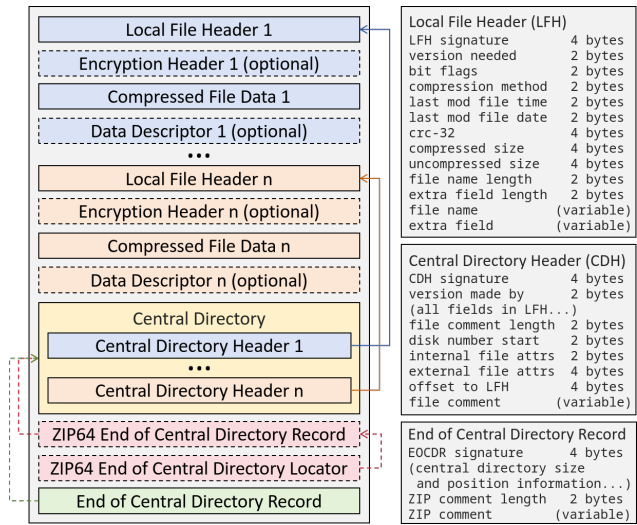 Local File Header 1
Encryption Header 1 (optional)
Compressed File Data 1
Data Descriptor 1 (optional)
•••
Local File Header n
Encryption Header n (optional)
Compressed File Data n
Data Descriptor n (optional)
Central Directory
Central Directory Header 1
•••
Central Directory Header n
ZIP64 End of Central Directory Record
ZIP64 End of Central Directory Locator
End of Central Directory Record
Local File Header (LFH)
LFH signature 4 bytes
version needed 2 bytes
bit flags 2 bytes
compression method 2 bytes
last mod file time 2 bytes
last mod file date 2 bytes
crc-32 4 bytes
compressed size 4 bytes
uncompressed size 4 bytes
file name length 2 bytes
extra field length 2 bytes
file name (variable)
extra field (variable)
Central Directory Header (CDH)
CDH signature 4 bytes
version made by 2 bytes
(all fields in LFH...)
file comment length 2 bytes
disk number start 2 bytes
internal file attrs 2 bytes
external file attrs 4 bytes
offset to LFH 4 bytes
file comment (variable)
End of Central Directory Record
EOCDR signature 4 bytes
(central directory size
and position information...)
ZIP comment length 2 bytes
ZIP comment (variable)